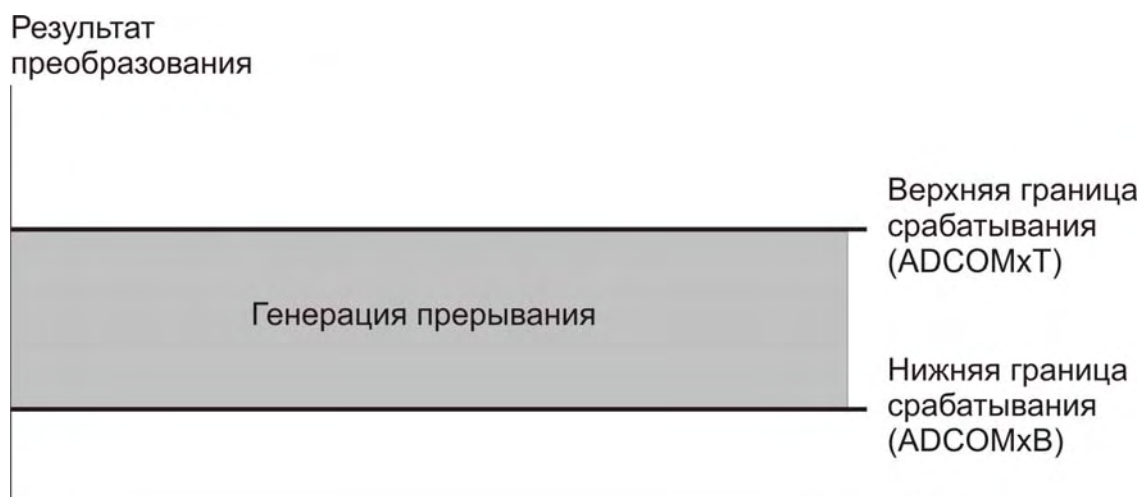 Результат
преобразования
Верхняя граница
срабатывания
(ADCOMxT)
Генерация прерывания
Нижняя граница
срабатывания
(ADCOMxB)